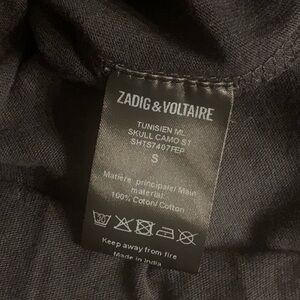 ZADIG & VOLTAIRE
TUNISIEN ML
SKULL CAMO ST
SHTS7407FEP
S
Matière principale/ Main
material:
100% Coton/ Cotton
Keep away from fire
Made in India